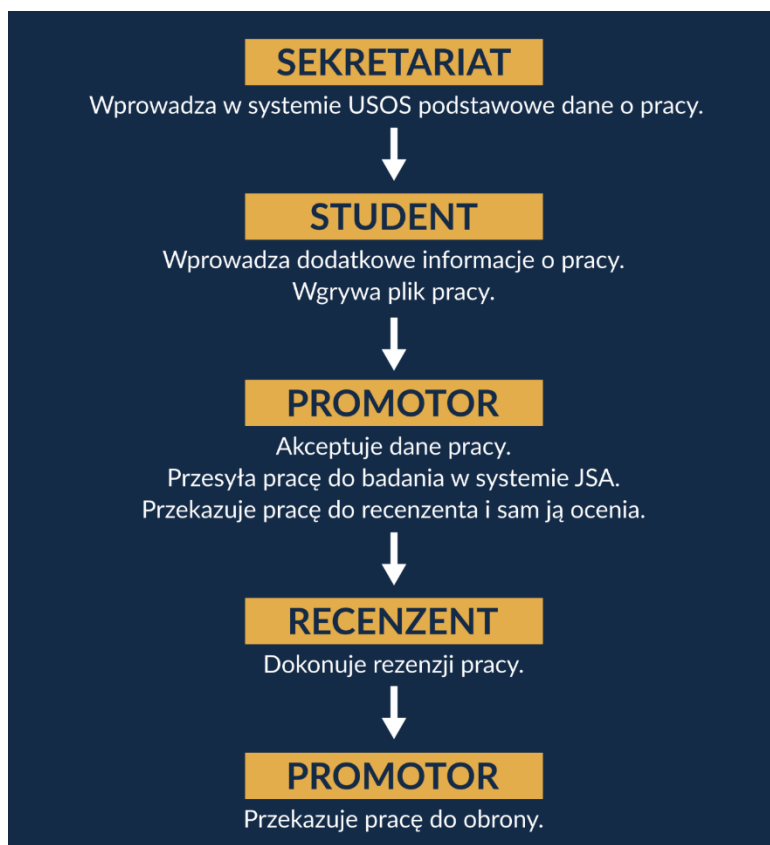 SEKRETARIAT
Wprowadza w systemie USOS podstawowe dane o pracy.
STUDENT
Wprowadza dodatkowe informacje o pracy.
Wgrywa plik pracy.
PROMOTOR
Akceptuje dane pracy.
Przesyła pracę do badania w systemie JSA.
Przekazuje pracę do recenzenta i sam ją ocenia.
RECENZENT
Dokonuje rezenzji pracy.
PROMOTOR
Przekazuje pracę do obrony.